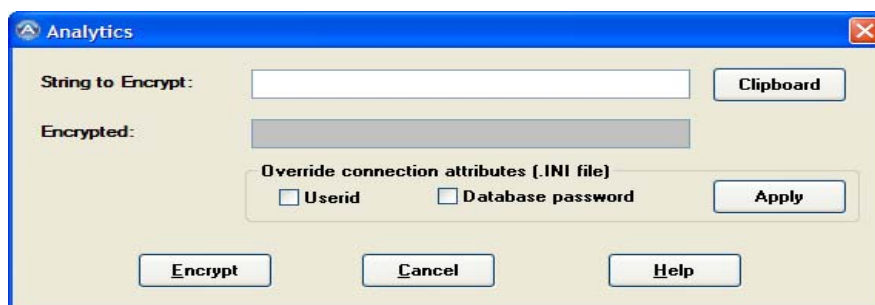 Analytics
String to Encrypt:
Clipboard
Encrypted:
Override connection attributes (.INI file)
Userid
Database password
Apply
Encrypt
Cancel
Help